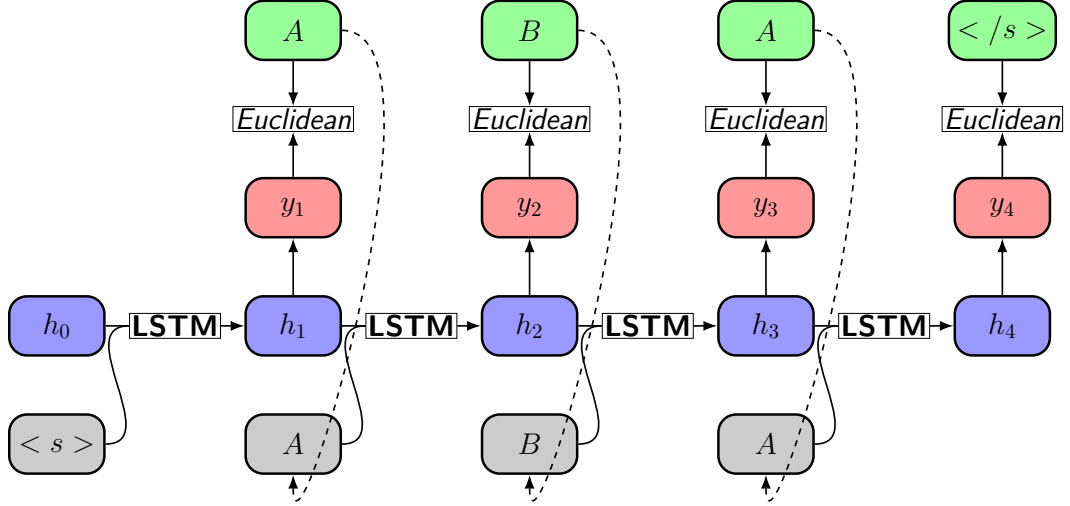 A B A < /s >
Euclidean Euclidean Euclidean Euclidean
y₁ y₂ y₃ y₄
h₀ LSTM h₁ LSTM h₂ LSTM h₃ LSTM h₄
< s > A B A